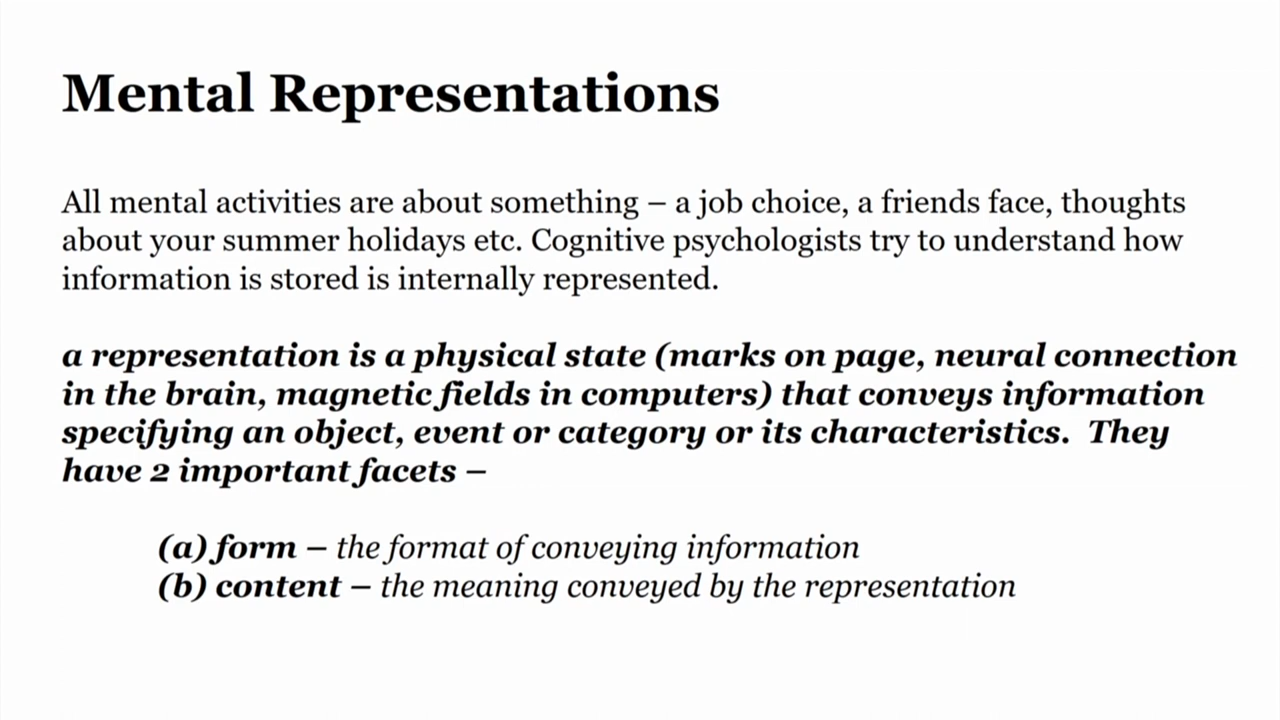 Mental Representations
All mental activities are about something – a job choice, a friends face, thoughts
about your summer holidays etc. Cognitive psychologists try to understand how
information is stored is internally represented.
a representation is a physical state (marks on page, neural connection
in the brain, magnetic fields in computers) that conveys information
specifying an object, event or category or its characteristics.  They
have 2 important facets –
(a) form – the format of conveying information
(b) content – the meaning conveyed by the representation